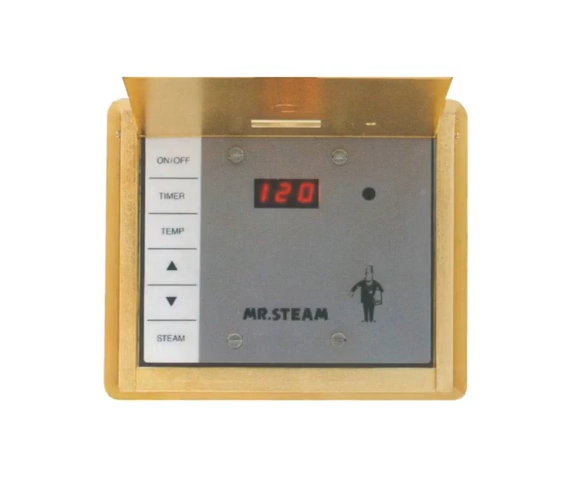 ON/OFF
TIMER
TEMP
▲
▼
STEAM
120
MR.STEAM